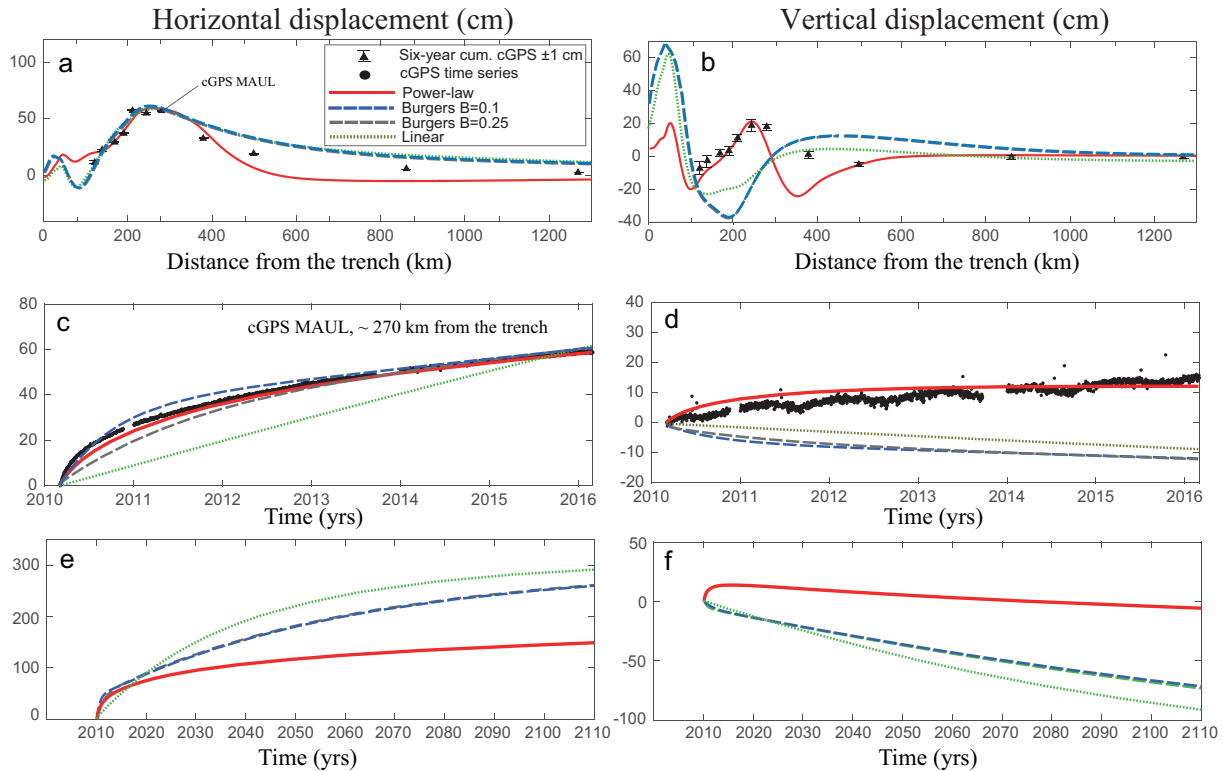 Horizontal displacement (cm)
Vertical displacement (cm)
a
100
50
0
0 200 400 600 800 1000 1200
Distance from the trench (km)
cGPS MAUL
Six-year cum. cGPS ±1 cm
cGPS time series
Power-law
Burgers B=0.1
Burgers B=0.25
Linear
b
60
40
20
0
-20
-40
0 200 400 600 800 1000 1200
Distance from the trench (km)
c
cGPS MAUL, ~ 270 km from the trench
80
60
40
20
0
2010 2011 2012 2013 2014 2015 2016
Time (yrs)
d
40
30
20
10
0
-10
-20
2010 2011 2012 2013 2014 2015 2016
Time (yrs)
e
300
200
100
0
2010 2020 2030 2040 2050 2060 2070 2080 2090 2100 2110
Time (yrs)
f
50
0
-50
-100
2010 2020 2030 2040 2050 2060 2070 2080 2090 2100 2110
Time (yrs)